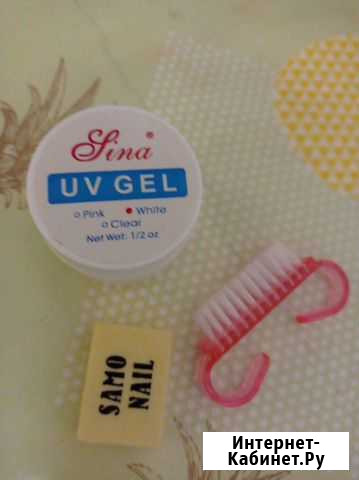 Sina®
UV GEL
Pink White
Clear
Net Wet: 1/2 oz
SAMO
NAIL
Интернет-
Кабинет.Ру